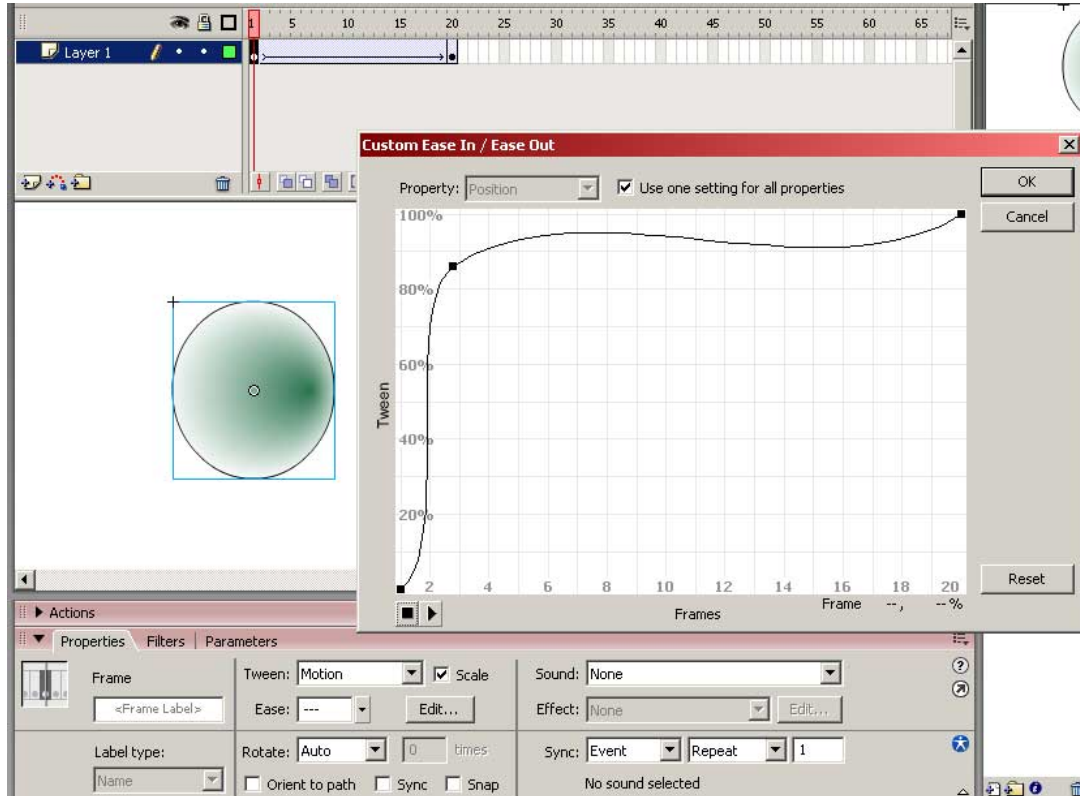 1 5 10 15 20 25 30 35 40 45 50 55 60 65
Layer 1
Custom Ease In / Ease Out
Property: Position Use one setting for all properties
OK
Cancel
100%
80%
60%
40%
20%
Tween
2 4 6 8 10 12 14 16 18 20
Frames
Frame --, --%
Reset
Actions
Properties Filters Parameters
Frame
<Frame Label>
Label type:
Name
Tween: Motion Scale
Ease: --- Edit...
Rotate: Auto 0 times
Orient to path Sync Snap
Sound: None
Effect: None Edit...
Sync: Event Repeat 1
No sound selected